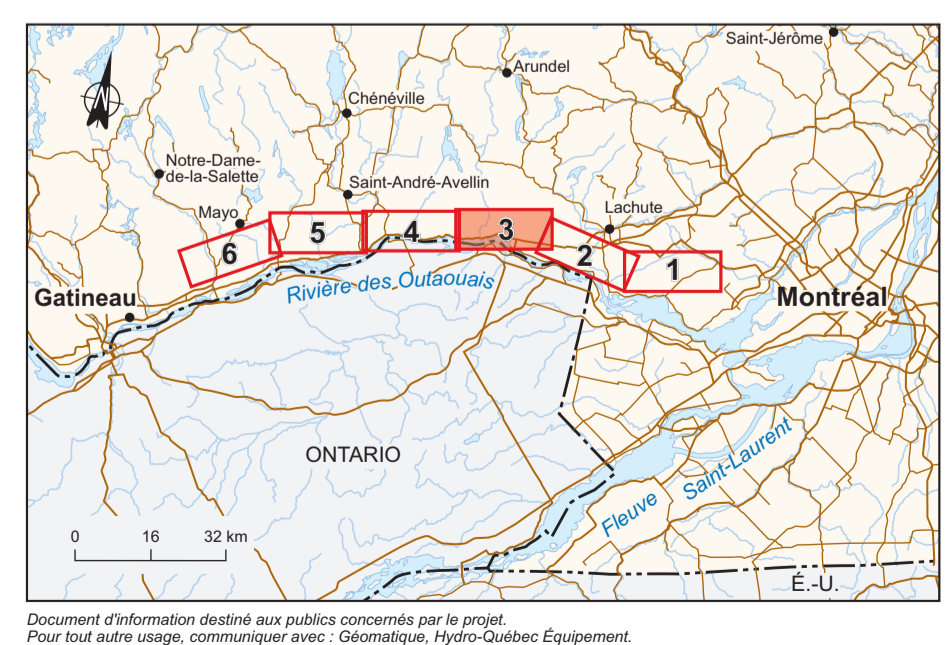 Saint-Jérôme
Arundel
Chénéville
Notre-Dame-
de-la-Salette
Saint-André-Avellin
Mayo
Lachute
6
5
4
3
2
1
Gatineau
Rivière des Outaouais
Montréal
ONTARIO
Fleuve Saint-Laurent
0 16 32 km
É.-U.
Document d'information destiné aux publics concernés par le projet.
Pour tout autre usage, communiquer avec : Géomatique, Hydro-Québec Équipement.